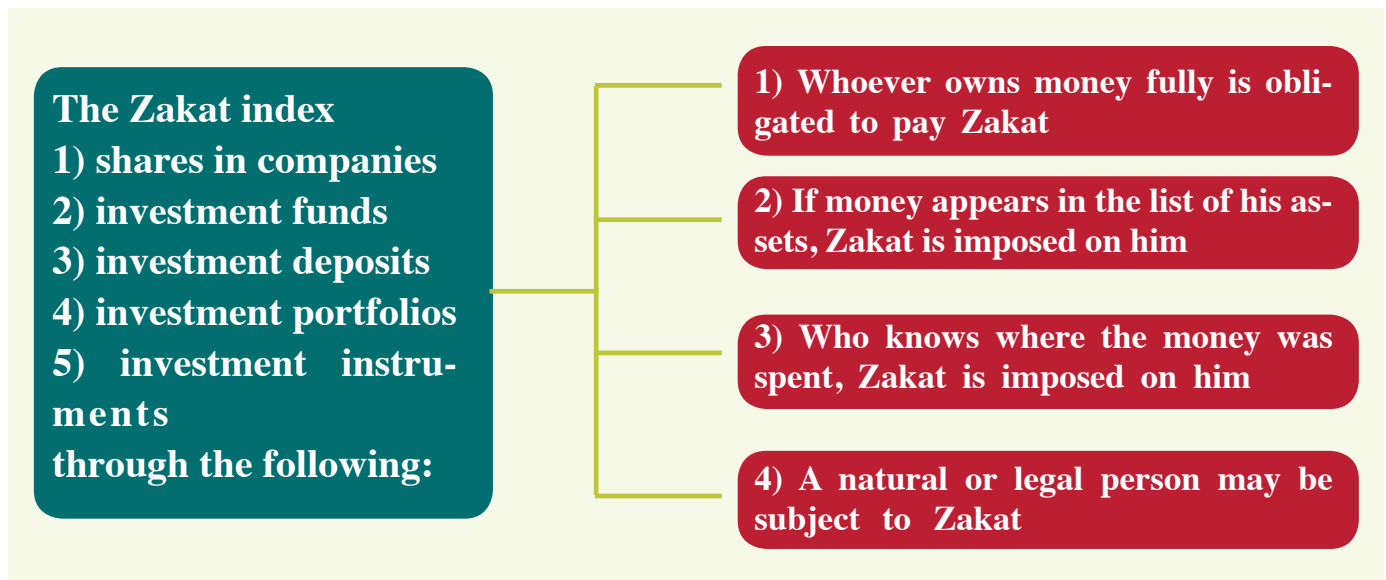 The Zakat index
1) shares in companies
2) investment funds
3) investment deposits
4) investment portfolios
5) investment instru-
ments
through the following:
1) Whoever owns money fully is obli-
gated to pay Zakat
2) If money appears in the list of his as-
sets, Zakat is imposed on him
3) Who knows where the money was
spent, Zakat is imposed on him
4) A natural or legal person may be
subject to Zakat